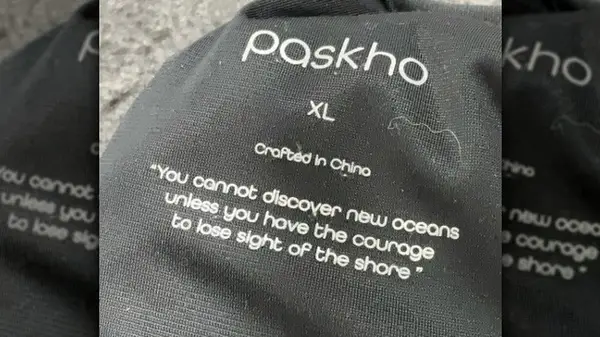 Paskho
XL
Crafted in China
“You cannot discover new oceans
unless you have the courage
to lose sight of the shore”